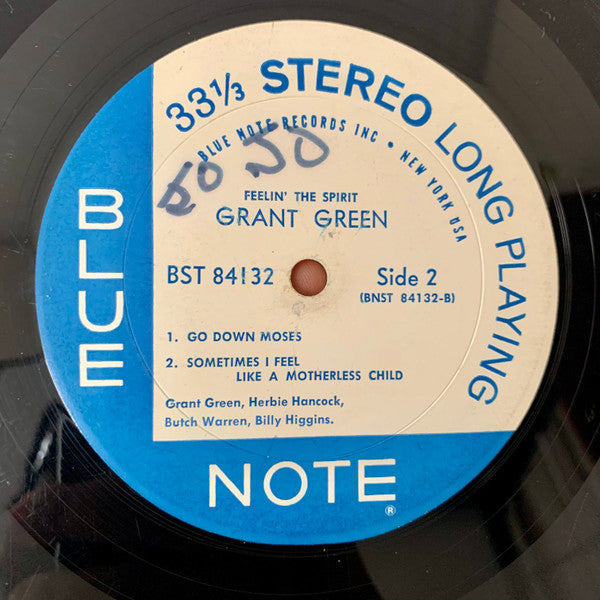 33 1/3 STEREO LONG PLAYING
BLUE NOTE RECORDS INC • NEW YORK USA
FEELIN' THE SPIRIT
GRANT GREEN
BST 84132
Side 2
(BNST 84132-B)
1. GO DOWN MOSES
2. SOMETIMES I FEEL
LIKE A MOTHERLESS CHILD
Grant Green, Herbie Hancock,
Butch Warren, Billy Higgins.
BLUE
NOTE®